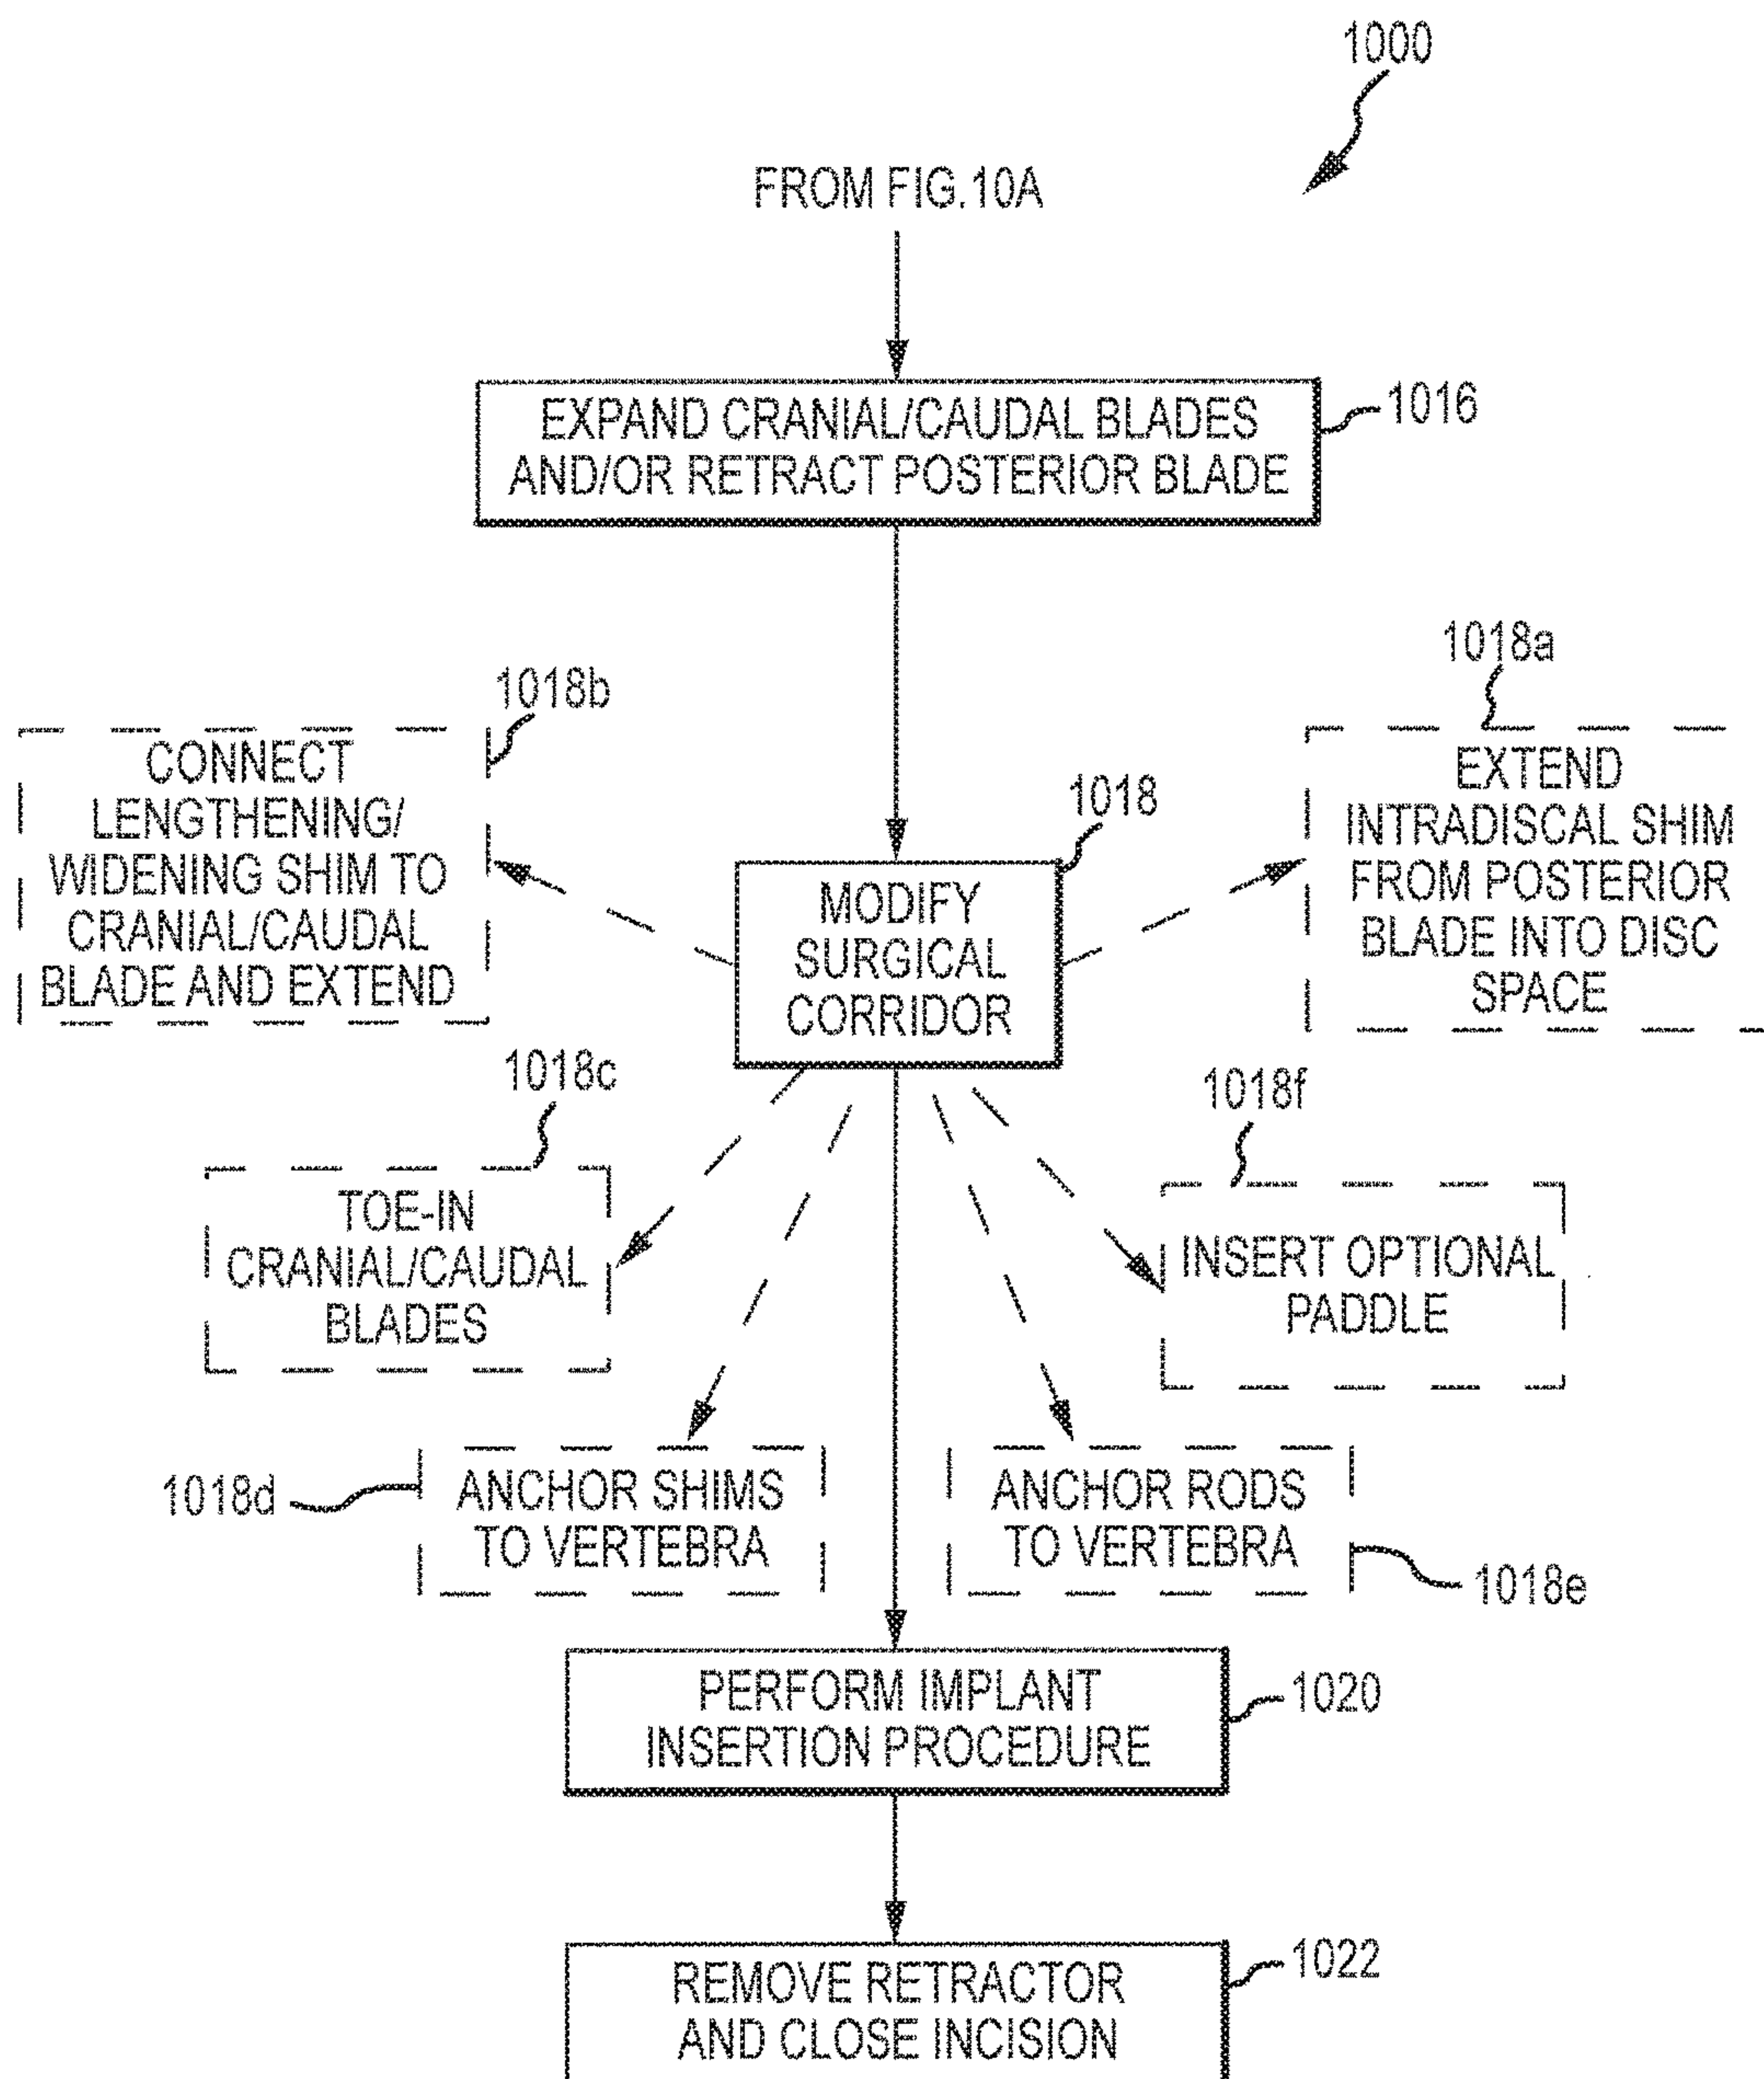 1000
FROM FIG.10A
EXPAND CRANIAL/CAUDAL BLADES
AND/OR RETRACT POSTERIOR BLADE
1016
1018a
1018b
CONNECT
LENGTHENING/
WIDENING SHIM TO
CRANIAL/CAUDAL
BLADE AND EXTEND
1018
MODIFY
SURGICAL
CORRIDOR
EXTEND
INTRADISCAL SHIM
FROM POSTERIOR
BLADE INTO DISC
SPACE
1018c
TOE-IN
CRANIAL/CAUDAL
BLADES
1018f
INSERT OPTIONAL
PADDLE
1018d
ANCHOR SHIMS
TO VERTEBRA
ANCHOR RODS
TO VERTEBRA
1018e
PERFORM IMPLANT
INSERTION PROCEDURE
1020
REMOVE RETRACTOR
AND CLOSE INCISION
1022